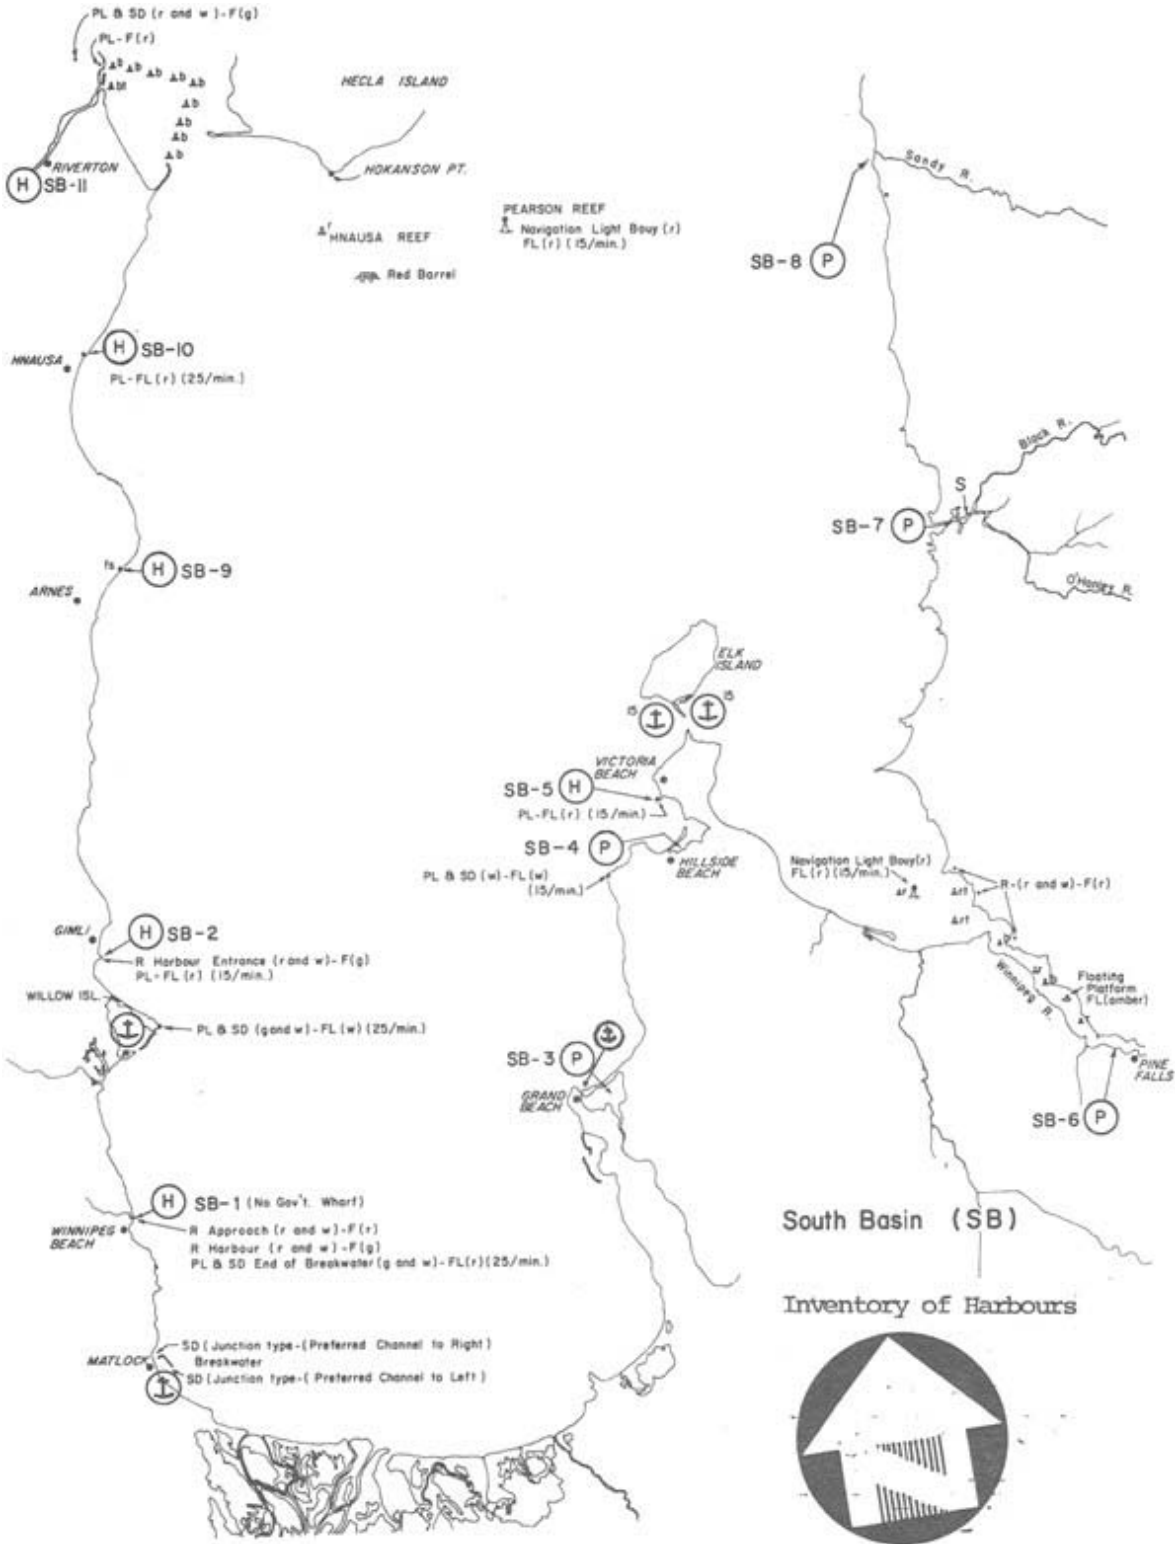 PL & SD (r and w)-F(g)
PL-F(r)
b
b
b
b
b
b
b
b
b
HECLA ISLAND
RIVERTON
H
SB-11
HOKANSON PT.
r
HNAUSA REEF
PEARSON REEF
Navigation Light Bouy (r)
FL (r) (15/min.)
Red Barrel
Sandy R.
SB-8
P
HNAUSA
H
SB-10
PL-FL (r) (25/min.)
Black R.
S
SB-7
P
O'Hanley R.
fs
H
SB-9
ARNES
ELK
ISLAND
15
15
VICTORIA
BEACH
SB-5
H
PL-FL (r) (15/min.)
SB-4
P
HILLSIDE
BEACH
PL & SD (w)-FL (w)
(15/min.)
Navigation Light Bouy(r)
FL (r) (15/min.)
R-(r and w)-F(r)
rt
rt
GIMLI
H
SB-2
R Harbour Entrance (r and w)-F(g)
PL-FL (r) (15/min.)
WILLOW ISL.
PL & SD (g and w)-FL (w) (25/min.)
Winnipeg R.
Floating
Platform
FL(amber)
PINE
FALLS
SB-6
P
SB-3
P
GRAND
BEACH
H
SB-1 (No Gov't. Wharf)
WINNIPEG
BEACH
R Approach (r and w)-F(r)
R Harbour (r and w)-F(g)
PL & SD End of Breakwater (g and w)-FL(r) (25/min.)
South Basin (SB)
Inventory of Harbours
MATLOCK
SD (Junction type-(Preferred Channel to Right)
Breakwater
SD (Junction type-( Preferred Channel to Left)